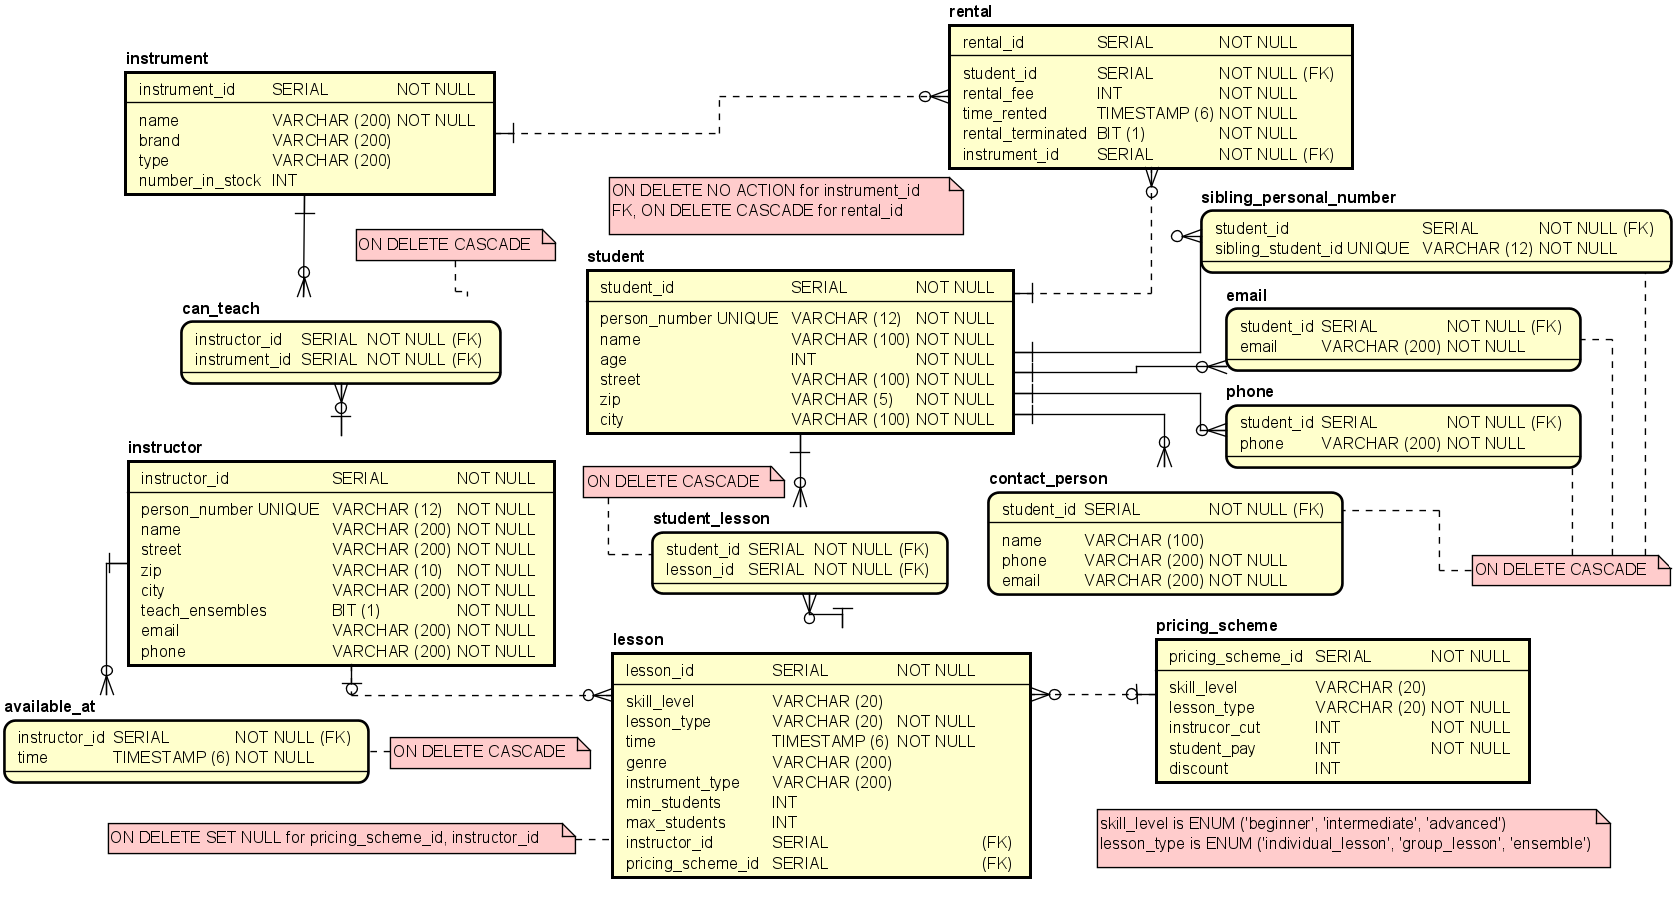 rental
rental_id SERIAL NOT NULL
student_id SERIAL NOT NULL (FK)
rental_fee INT NOT NULL
time_rented TIMESTAMP (6) NOT NULL
rental_terminated BIT (1) NOT NULL
instrument_id SERIAL NOT NULL (FK)
instrument
instrument_id SERIAL NOT NULL
name VARCHAR (200) NOT NULL
brand VARCHAR (200)
type VARCHAR (200)
number_in_stock INT
ON DELETE NO ACTION for instrument_id
FK, ON DELETE CASCADE for rental_id
sibling_personal_number
student_id SERIAL NOT NULL (FK)
sibling_student_id UNIQUE VARCHAR (12) NOT NULL
ON DELETE CASCADE
student
student_id SERIAL NOT NULL
person_number UNIQUE VARCHAR (12) NOT NULL
name VARCHAR (100) NOT NULL
age INT NOT NULL
street VARCHAR (100) NOT NULL
zip VARCHAR (5) NOT NULL
city VARCHAR (100) NOT NULL
email
student_id SERIAL NOT NULL (FK)
email VARCHAR (200) NOT NULL
can_teach
instructor_id SERIAL NOT NULL (FK)
instrument_id SERIAL NOT NULL (FK)
phone
student_id SERIAL NOT NULL (FK)
phone VARCHAR (200) NOT NULL
instructor
instructor_id SERIAL NOT NULL
person_number UNIQUE VARCHAR (12) NOT NULL
name VARCHAR (200) NOT NULL
street VARCHAR (200) NOT NULL
zip VARCHAR (10) NOT NULL
city VARCHAR (200) NOT NULL
teach_ensembles BIT (1) NOT NULL
email VARCHAR (200) NOT NULL
phone VARCHAR (200) NOT NULL
ON DELETE CASCADE
contact_person
student_id SERIAL NOT NULL (FK)
name VARCHAR (100)
phone VARCHAR (200) NOT NULL
email VARCHAR (200) NOT NULL
student_lesson
student_id SERIAL NOT NULL (FK)
lesson_id SERIAL NOT NULL (FK)
ON DELETE CASCADE
lesson
lesson_id SERIAL NOT NULL
skill_level VARCHAR (20)
lesson_type VARCHAR (20) NOT NULL
time TIMESTAMP (6) NOT NULL
genre VARCHAR (200)
instrument_type VARCHAR (200)
min_students INT
max_students INT
instructor_id SERIAL (FK)
pricing_scheme_id SERIAL (FK)
pricing_scheme
pricing_scheme_id SERIAL NOT NULL
skill_level VARCHAR (20)
lesson_type VARCHAR (20) NOT NULL
instrucor_cut INT NOT NULL
student_pay INT NOT NULL
discount INT
available_at
instructor_id SERIAL NOT NULL (FK)
time TIMESTAMP (6) NOT NULL
ON DELETE CASCADE
ON DELETE SET NULL for pricing_scheme_id, instructor_id
skill_level is ENUM ('beginner', 'intermediate', 'advanced')
lesson_type is ENUM ('individual_lesson', 'group_lesson', 'ensemble')